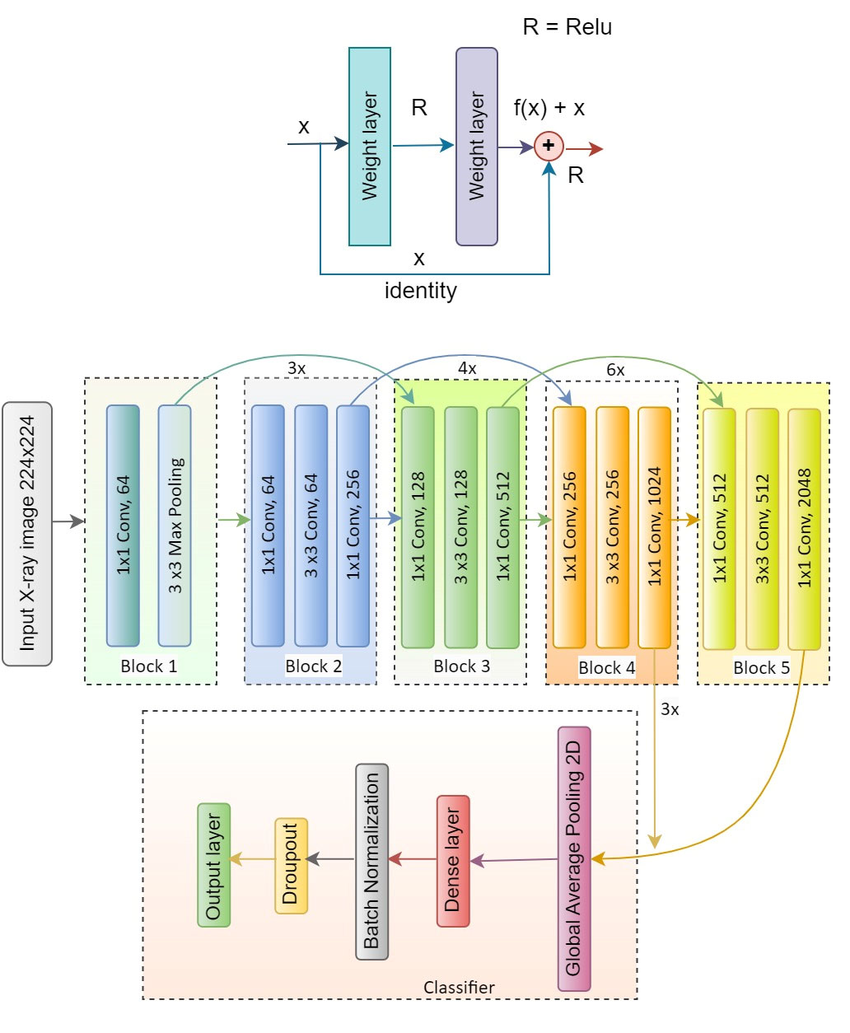 R = Relu
x
Weight layer
R
Weight layer
f(x) + x
+
R
x
identity
3x
4x
6x
Input X-ray image 224x224
1x1 Conv, 64
3 x3 Max Pooling
Block 1
1x1 Conv, 64
3 x3 Conv, 64
1x1 Conv, 256
Block 2
1x1 Conv, 128
3 x3 Conv, 128
1x1 Conv, 512
Block 3
1x1 Conv, 256
3 x3 Conv, 256
1x1 Conv, 1024
Block 4
1x1 Conv, 512
3x3 Conv, 512
1x1 Conv, 2048
Block 5
3x
Output layer
Droupout
Batch Normalization
Dense layer
Global Average Pooling 2D
Classifier